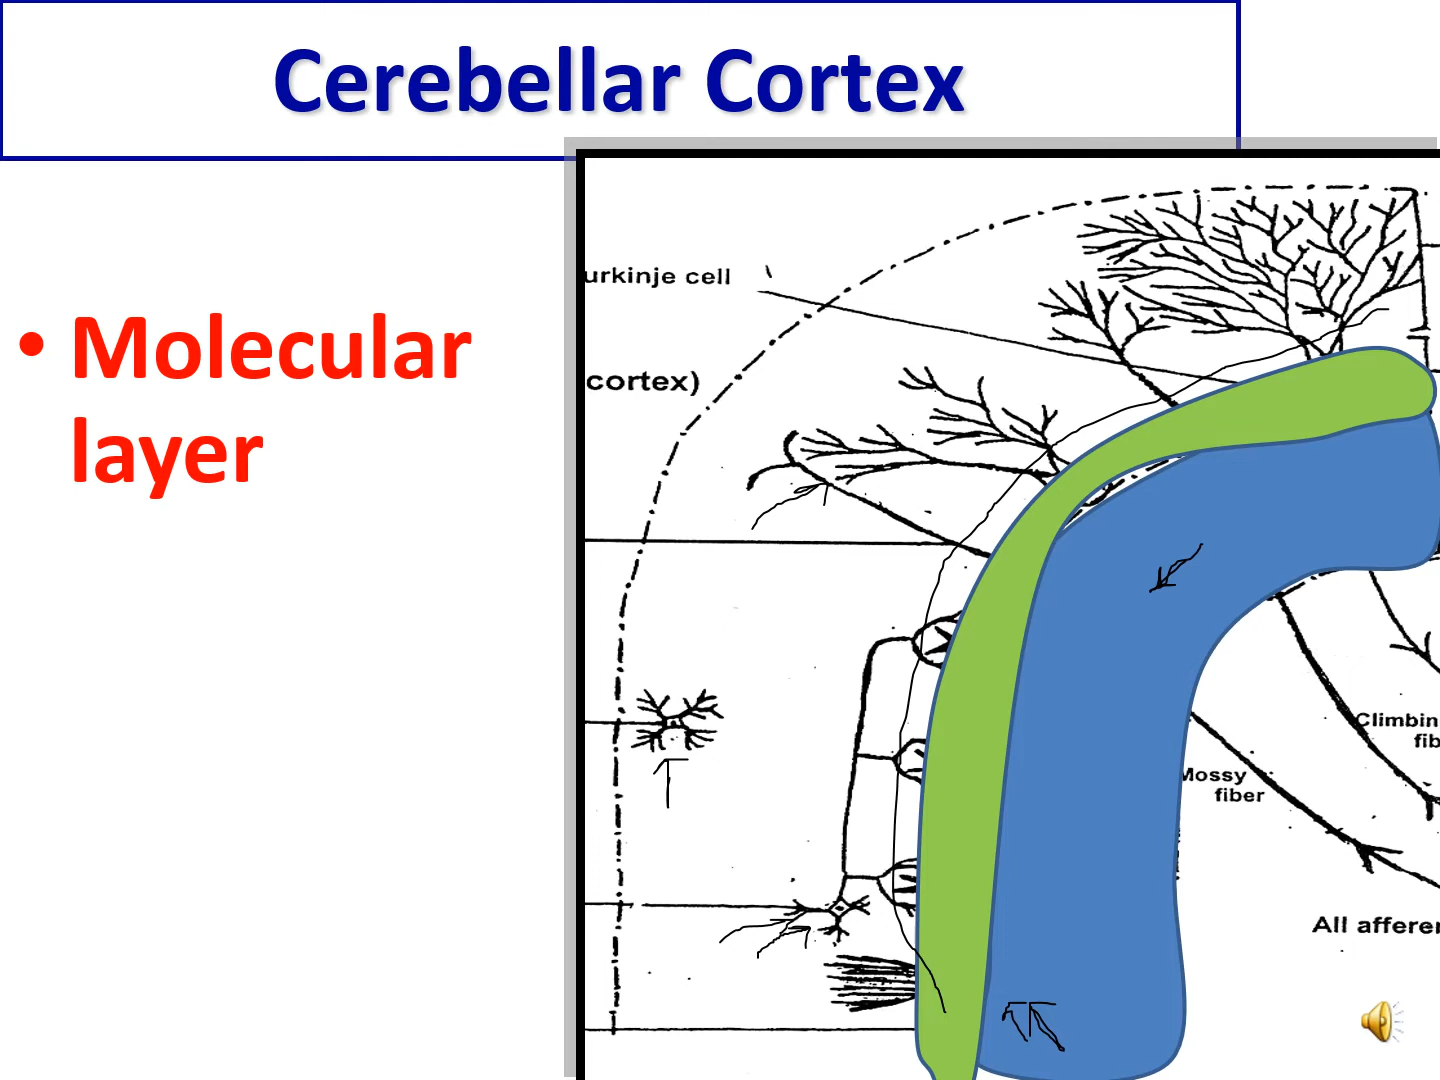 Cerebellar Cortex
• Molecular
layer
urkinje cell
cortex)
Climbin
fib
Mossy
fiber
All afferen